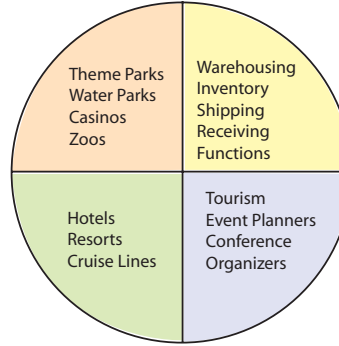 Theme Parks
Water Parks
Casinos
Zoos
Warehousing
Inventory
Shipping
Receiving
Functions
Hotels
Resorts
Cruise Lines
Tourism
Event Planners
Conference
Organizers